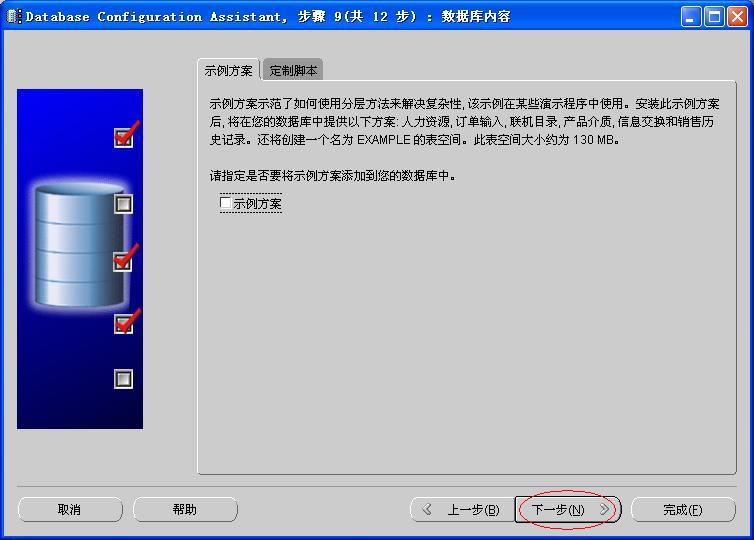 Database Configuration Assistant, 步骤 9(共 12 步) : 数据库内容
示例方案 定制脚本
示例方案示范了如何使用分层方法来解决复杂性, 该示例在某些演示程序中使用。安装此示例方案
后, 将在您的数据库中提供以下方案: 人力资源, 订单输入, 联机目录, 产品介质, 信息交换和销售历
史记录。还将创建一个名为 EXAMPLE 的表空间。此表空间大小约为 130 MB。
请指定是否要将示例方案添加到您的数据库中。
示例方案
取消 帮助 上一步(B) 下一步(N) 完成(F)